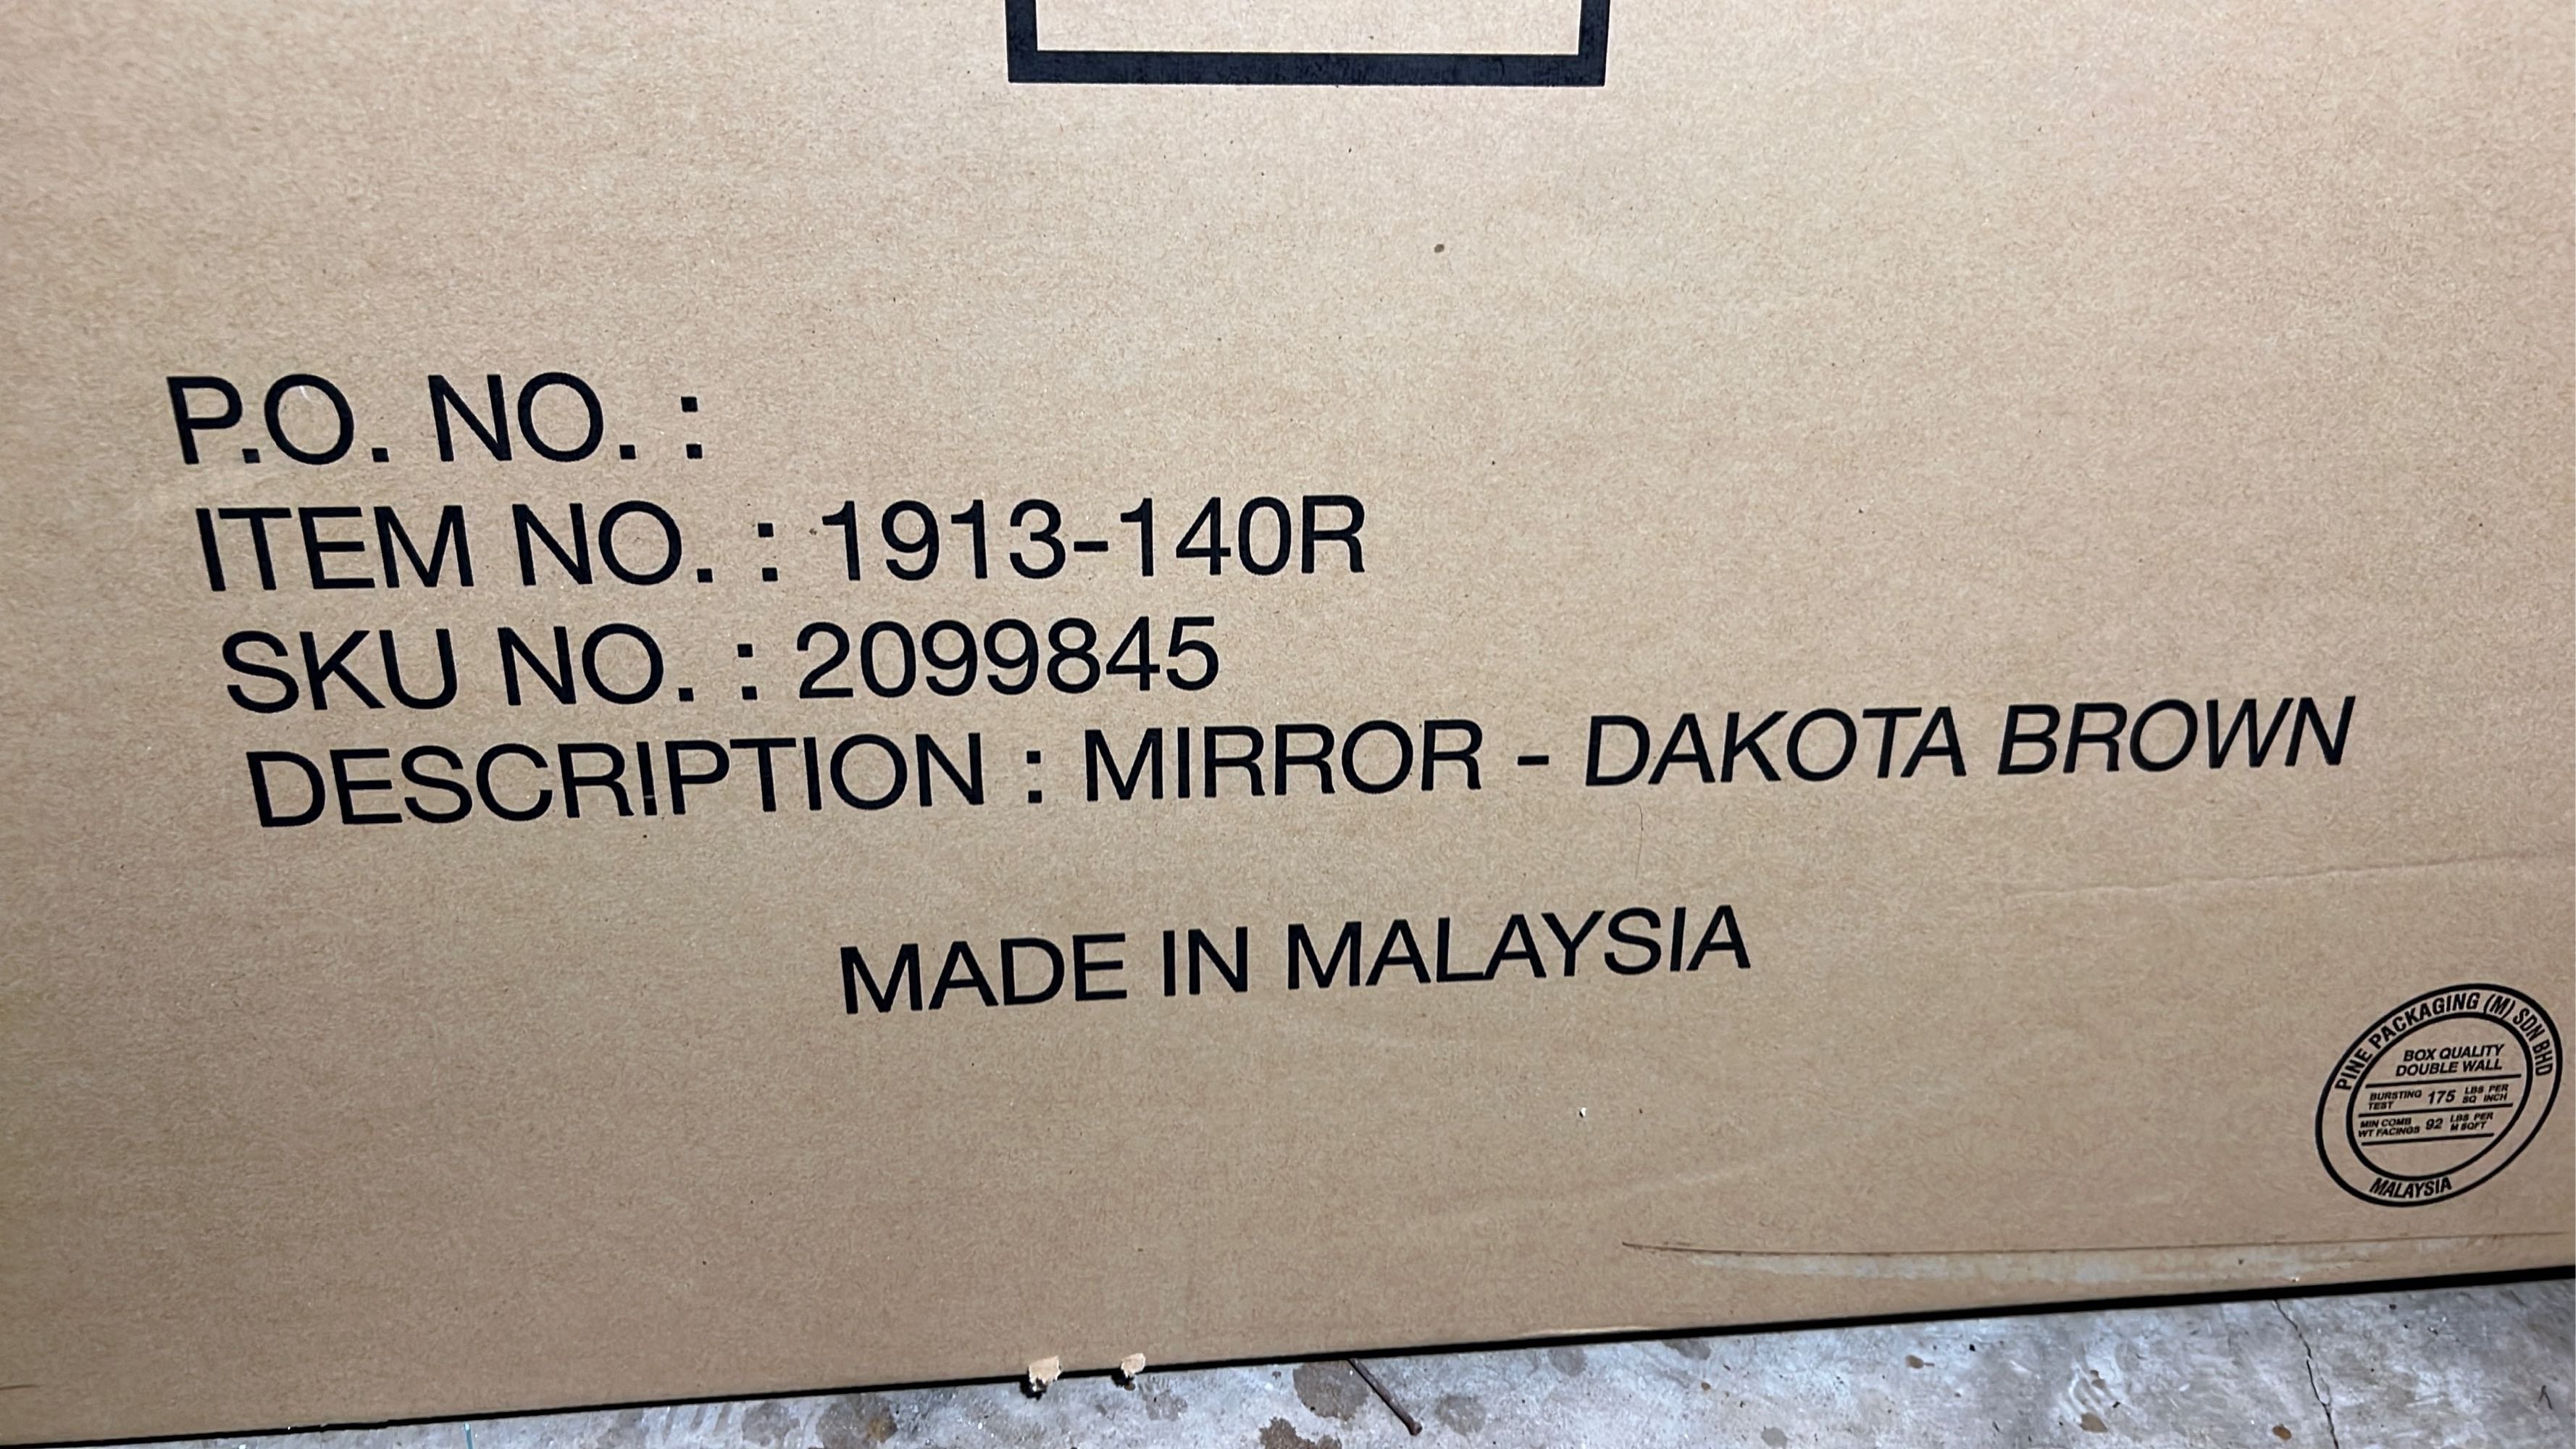 P.O. NO. :
ITEM NO. : 1913-140R
SKU NO. : 2099845
DESCRIPTION : MIRROR - DAKOTA BROWN
MADE IN MALAYSIA
PINE PACKAGING (M) SDN BHD
BOX QUALITY
DOUBLE WALL
BURSTING TEST 175 LBS PER SQ INCH
MIN COMB WT FACINGS 92 LBS PER M SQFT
MALAYSIA